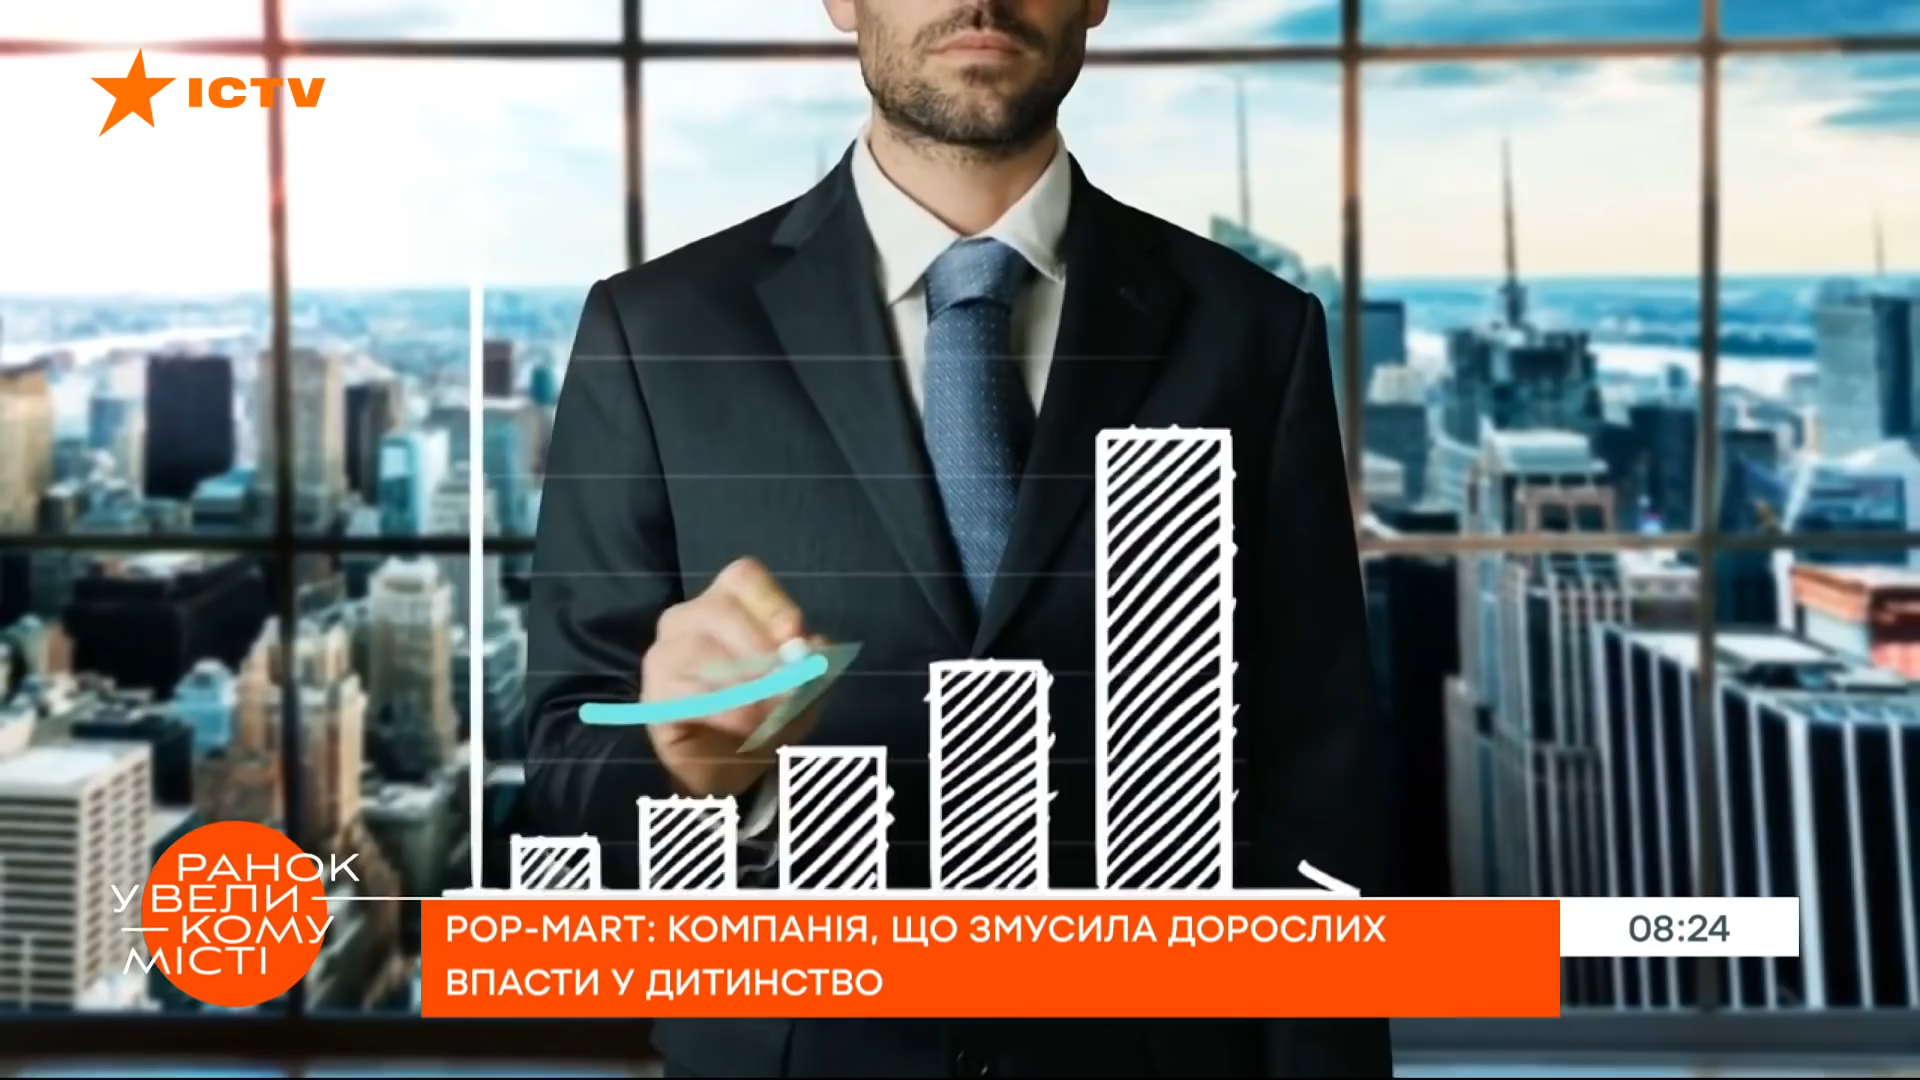 ICTV
РАНОК
У ВЕЛИ
КОМУ
МІСТІ
POP-MART: КОМПАНІЯ, ЩО ЗМУСИЛА ДОРОСЛИХ
ВПАСТИ У ДИТИНСТВО
08:24